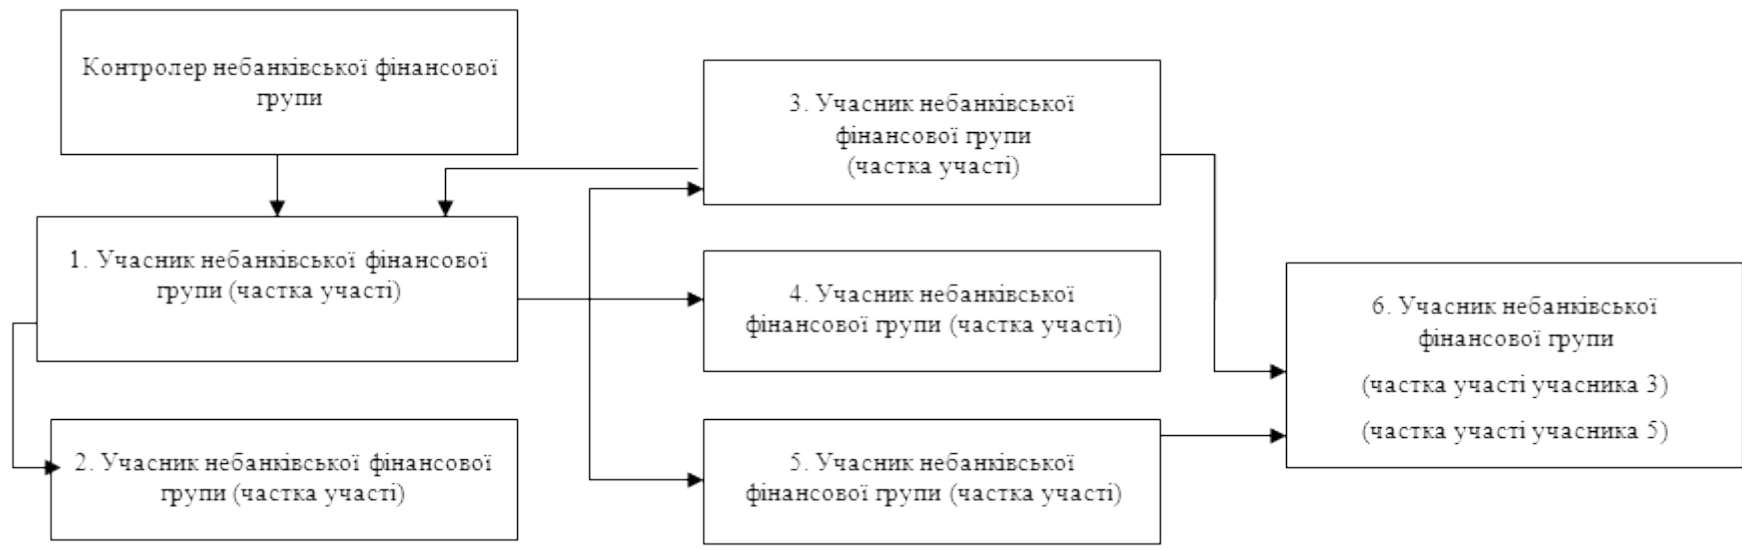 Контролер небанківської фінансової
групи
1. Учасник небанківської фінансової
групи (частка участі)
2. Учасник небанківської фінансової
групи (частка участі)
3. Учасник небанківської
фінансової групи
(частка участі)
4. Учасник небанківської
фінансової групи (частка участі)
5. Учасник небанківської
фінансової групи (частка участі)
6. Учасник небанківської
фінансової групи
(частка участі учасника 3)
(частка участі учасника 5)